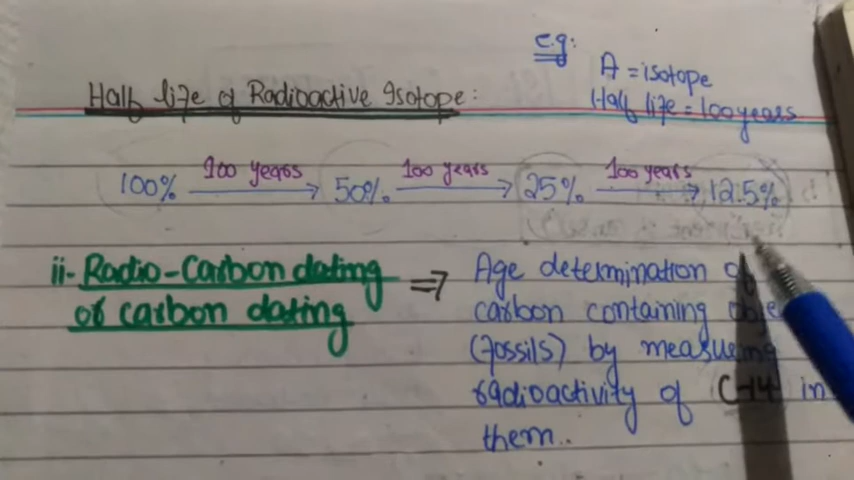 e.g:
A = isotope
Half life = 100 years
Half life of Radioactive Isotope:
100% 100 years 50% 100 years 25% 100 years 12.5%
ii- Radio-Carbon dating
or carbon dating
⇒ Age determination of
carbon containing obje
(fossils) by measuring
radioactivity of C-14 in
them..